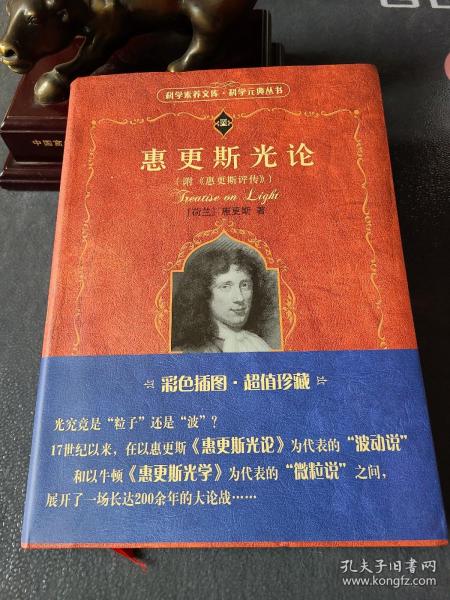 中国富
科学素养文库·科学元典丛书
惠更斯光论
(附《惠更斯评传》)
Treatise on Light
[荷兰] 惠更斯 著
彩色插图·超值珍藏
光究竟是“粒子”还是“波”?
17世纪以来，在以惠更斯《惠更斯光论》为代表的“波动说”
和以牛顿《惠更斯光学》为代表的“微粒说”之间，
展开了一场长达200余年的大论战……
孔夫子旧书网
www.kongfz.com